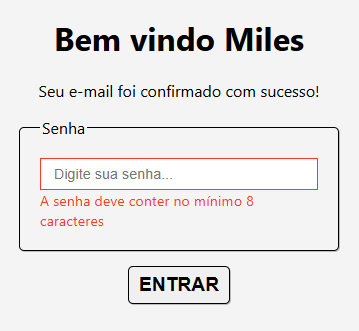 Bem vindo Miles
Seu e-mail foi confirmado com sucesso!
Senha
Digite sua senha...
A senha deve conter no mínimo 8
caracteres
ENTRAR